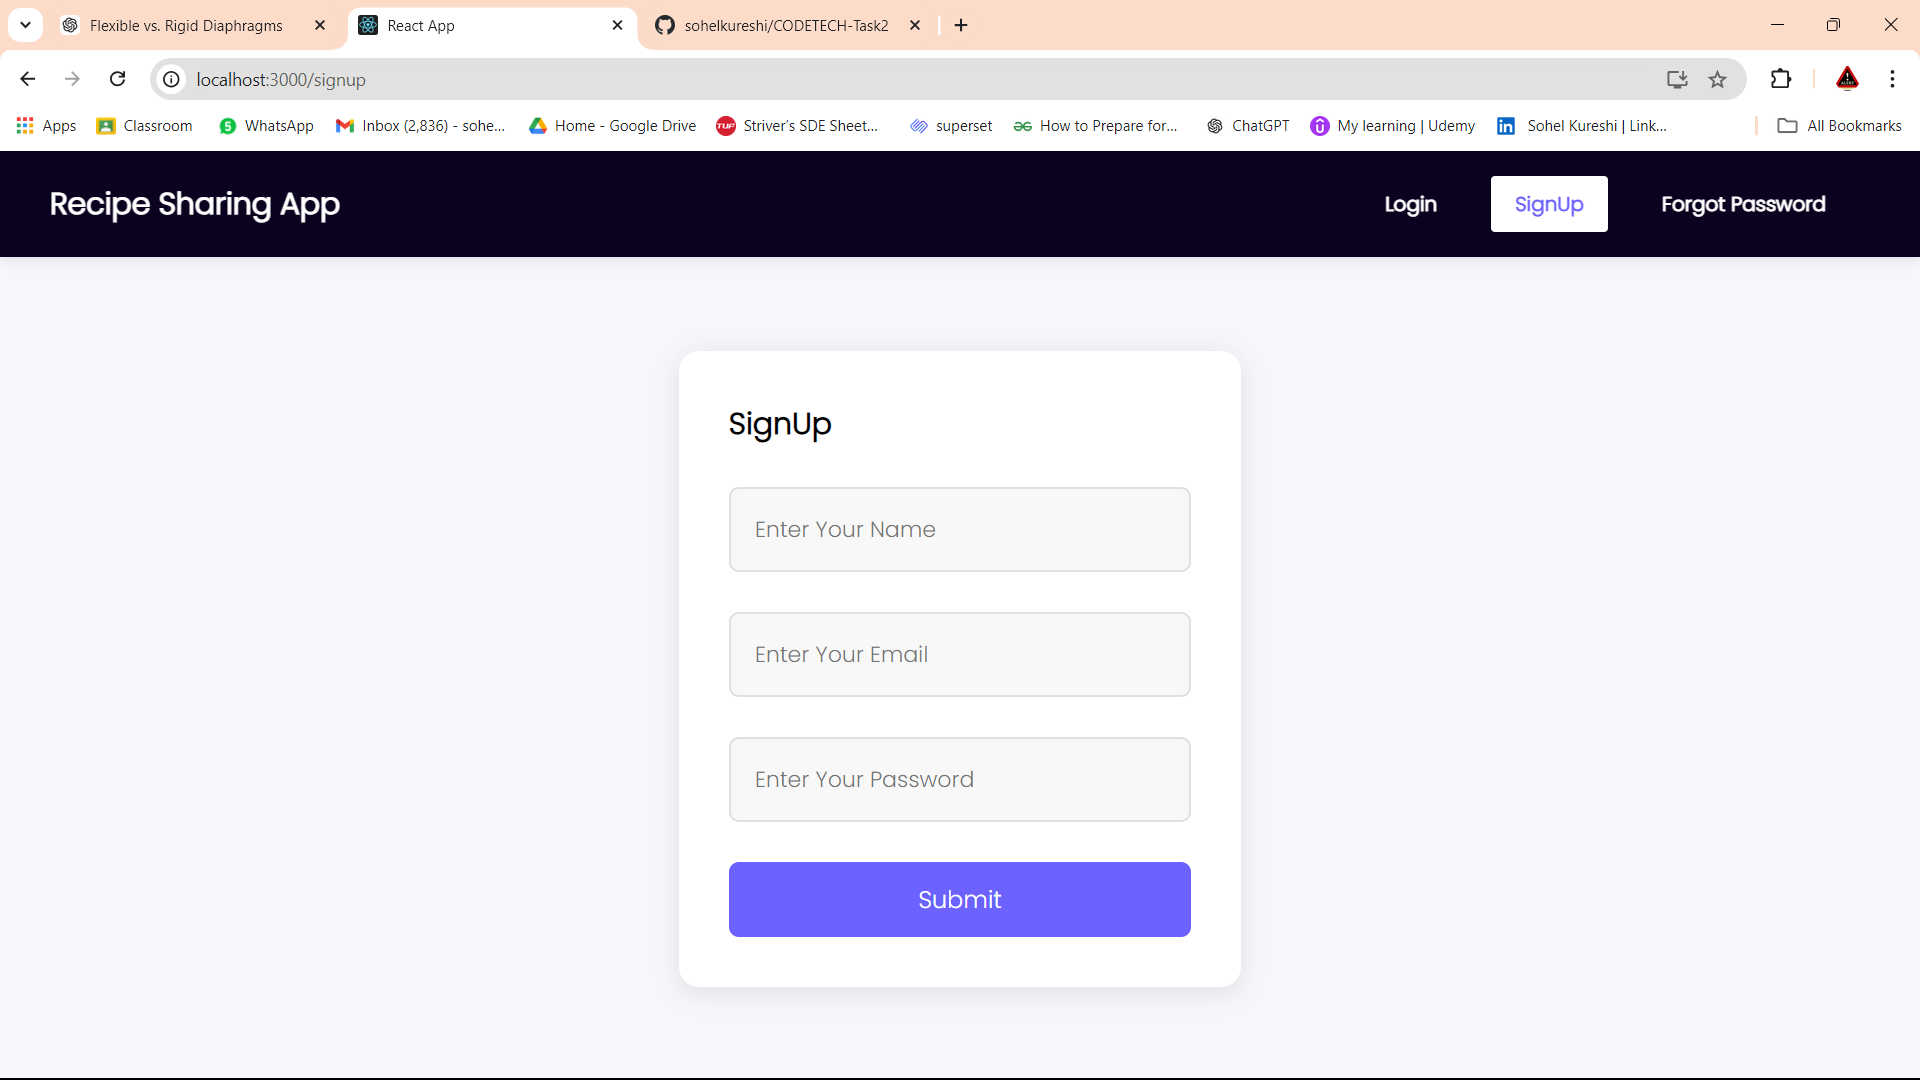 Flexible vs. Rigid Diaphragms
React App
sohelkureshi/CODETECH-Task2
localhost:3000/signup
Apps
Classroom
WhatsApp
Inbox (2,836) - sohe...
Home - Google Drive
TUF
Striver's SDE Sheet...
superset
How to Prepare for...
ChatGPT
My learning | Udemy
Sohel Kureshi | Link...
All Bookmarks
Recipe Sharing App
Login
SignUp
Forgot Password
SignUp
Enter Your Name
Enter Your Email
Enter Your Password
Submit